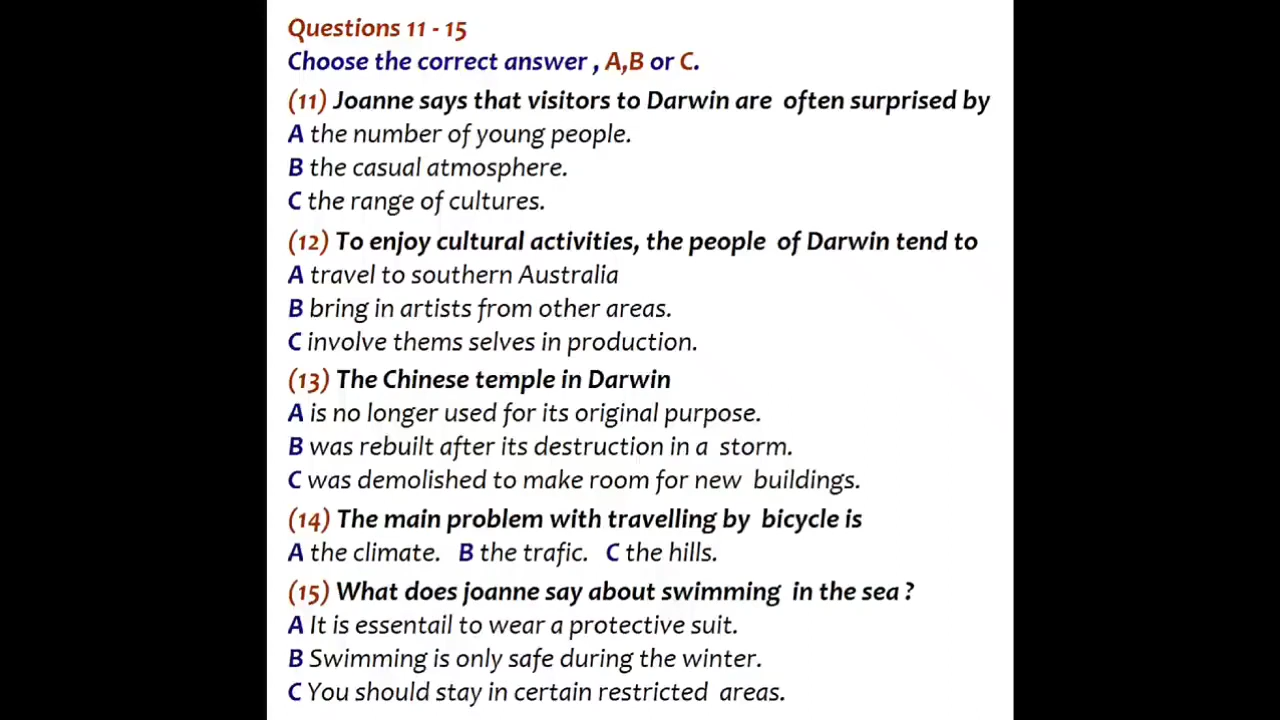 Questions 11 - 15
Choose the correct answer , A,B or C.
(11) Joanne says that visitors to Darwin are often surprised by
A the number of young people.
B the casual atmosphere.
C the range of cultures.
(12) To enjoy cultural activities, the people of Darwin tend to
A travel to southern Australia
B bring in artists from other areas.
C involve thems selves in production.
(13) The Chinese temple in Darwin
A is no longer used for its original purpose.
B was rebuilt after its destruction in a storm.
C was demolished to make room for new buildings.
(14) The main problem with travelling by bicycle is
A the climate. B the trafic. C the hills.
(15) What does joanne say about swimming in the sea ?
A It is essentail to wear a protective suit.
B Swimming is only safe during the winter.
C You should stay in certain restricted areas.